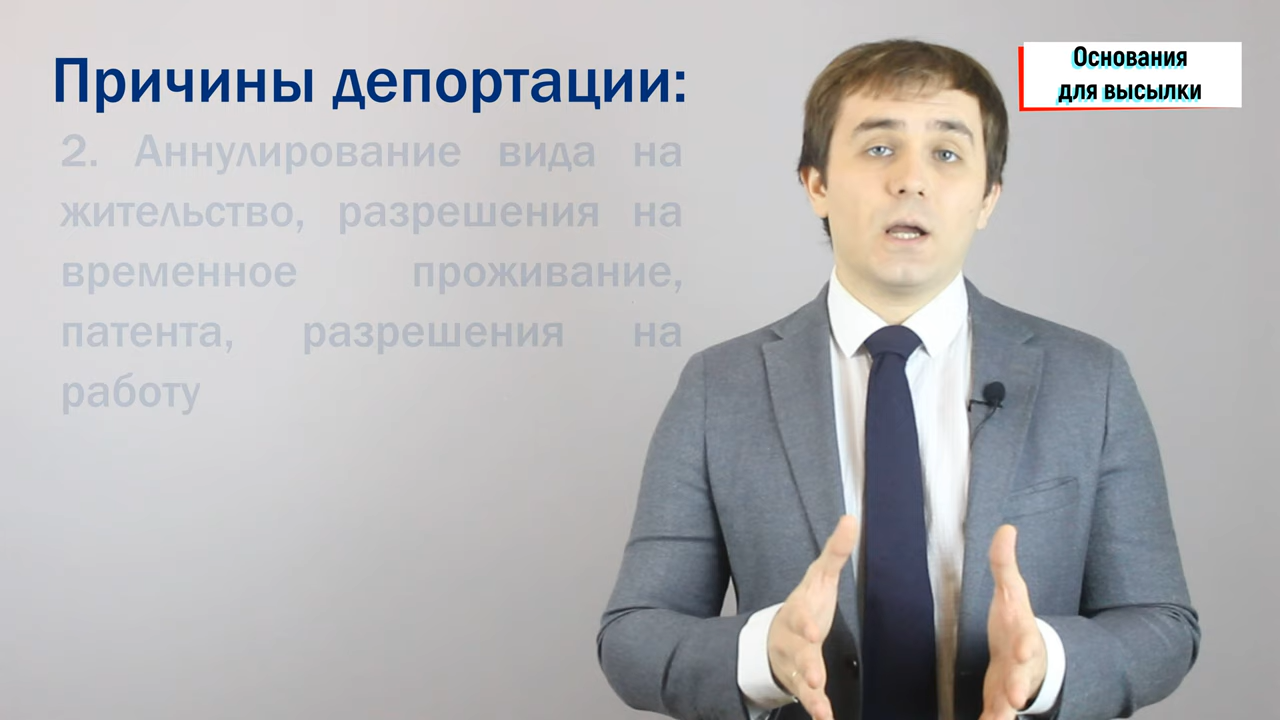 Причины депортации:
2. Аннулирование вида на
жительство, разрешения на
временное проживание,
патента, разрешения на
работу
Основания
для высылки